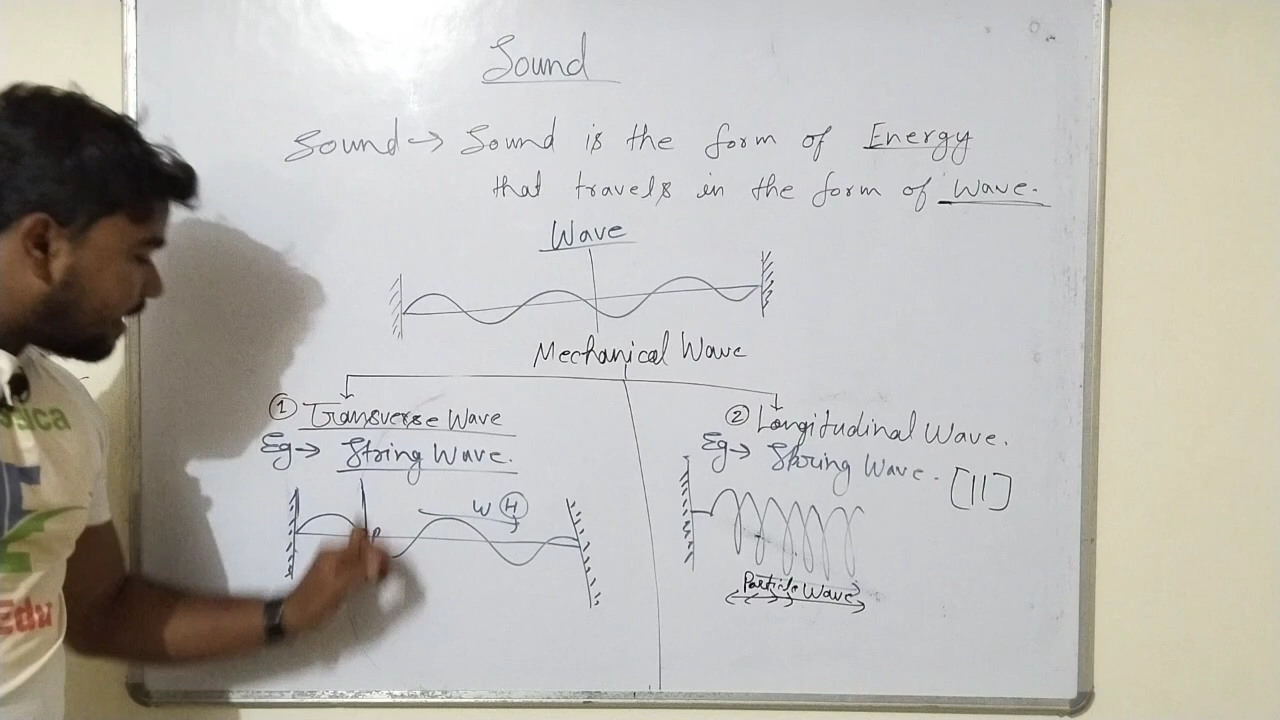 Sound
Sound → Sound is the form of Energy
that travels in the form of Wave.
Wave
Mechanical Wave
① Transverse Wave
Eg → String Wave.
W Ⓗ
② Longitudinal Wave.
Eg → Spring Wave. [11]
Particle Wave
Edu